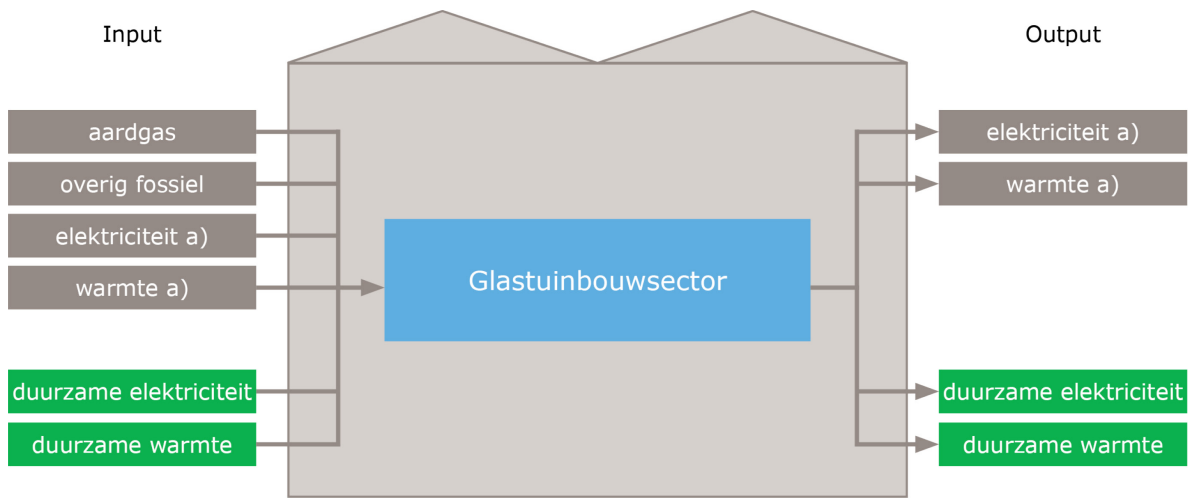 Input
Output
aardgas
overig fossiel
elektriciteit a)
warmte a)
duurzame elektriciteit
duurzame warmte
Glastuinbouwsector
elektriciteit a)
warmte a)
duurzame elektriciteit
duurzame warmte